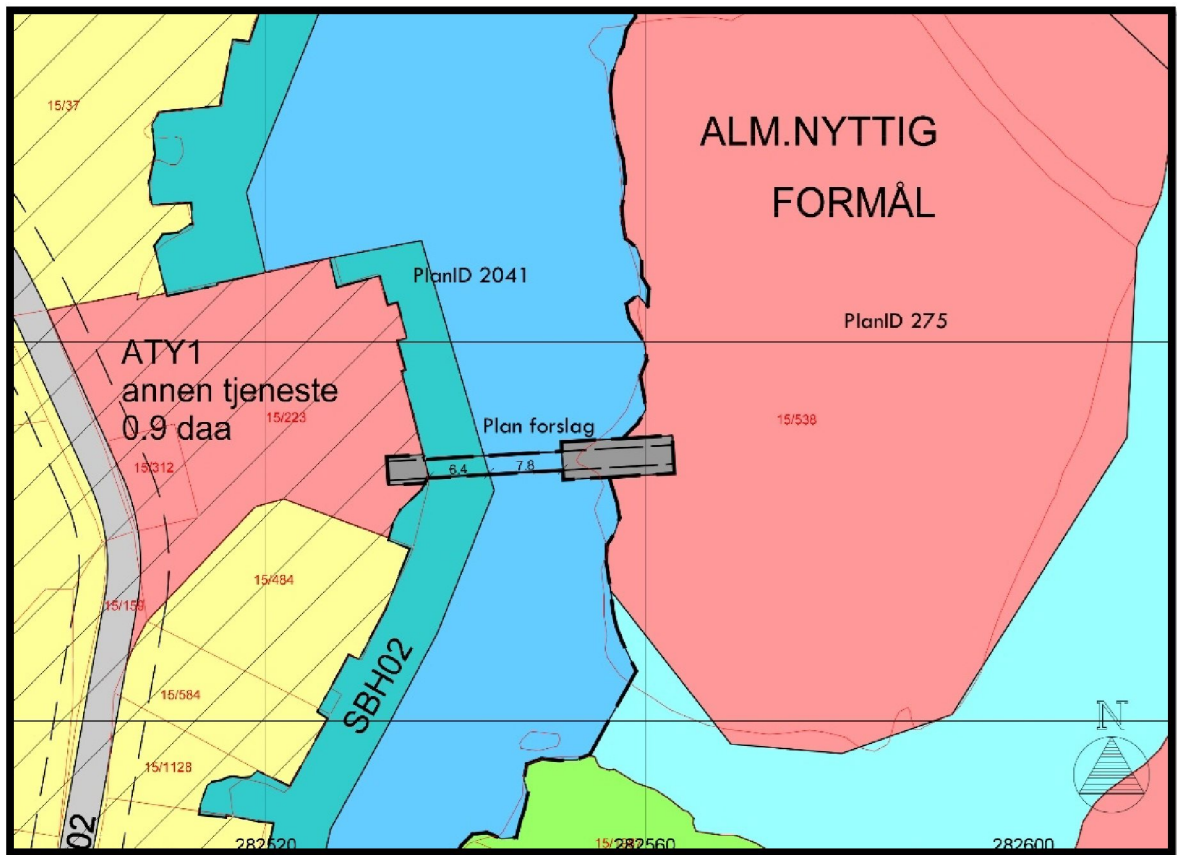 15/37
ALM.NYTTIG
FORMÅL
PlanID 2041
PlanID 275
ATY1
annen tjeneste
0.9 daa
15/223
15/312
Plan forslag
6.4
7.8
15/538
15/484
15/159
15/584
SBH02
15/1128
N
02
282520
282560
282600